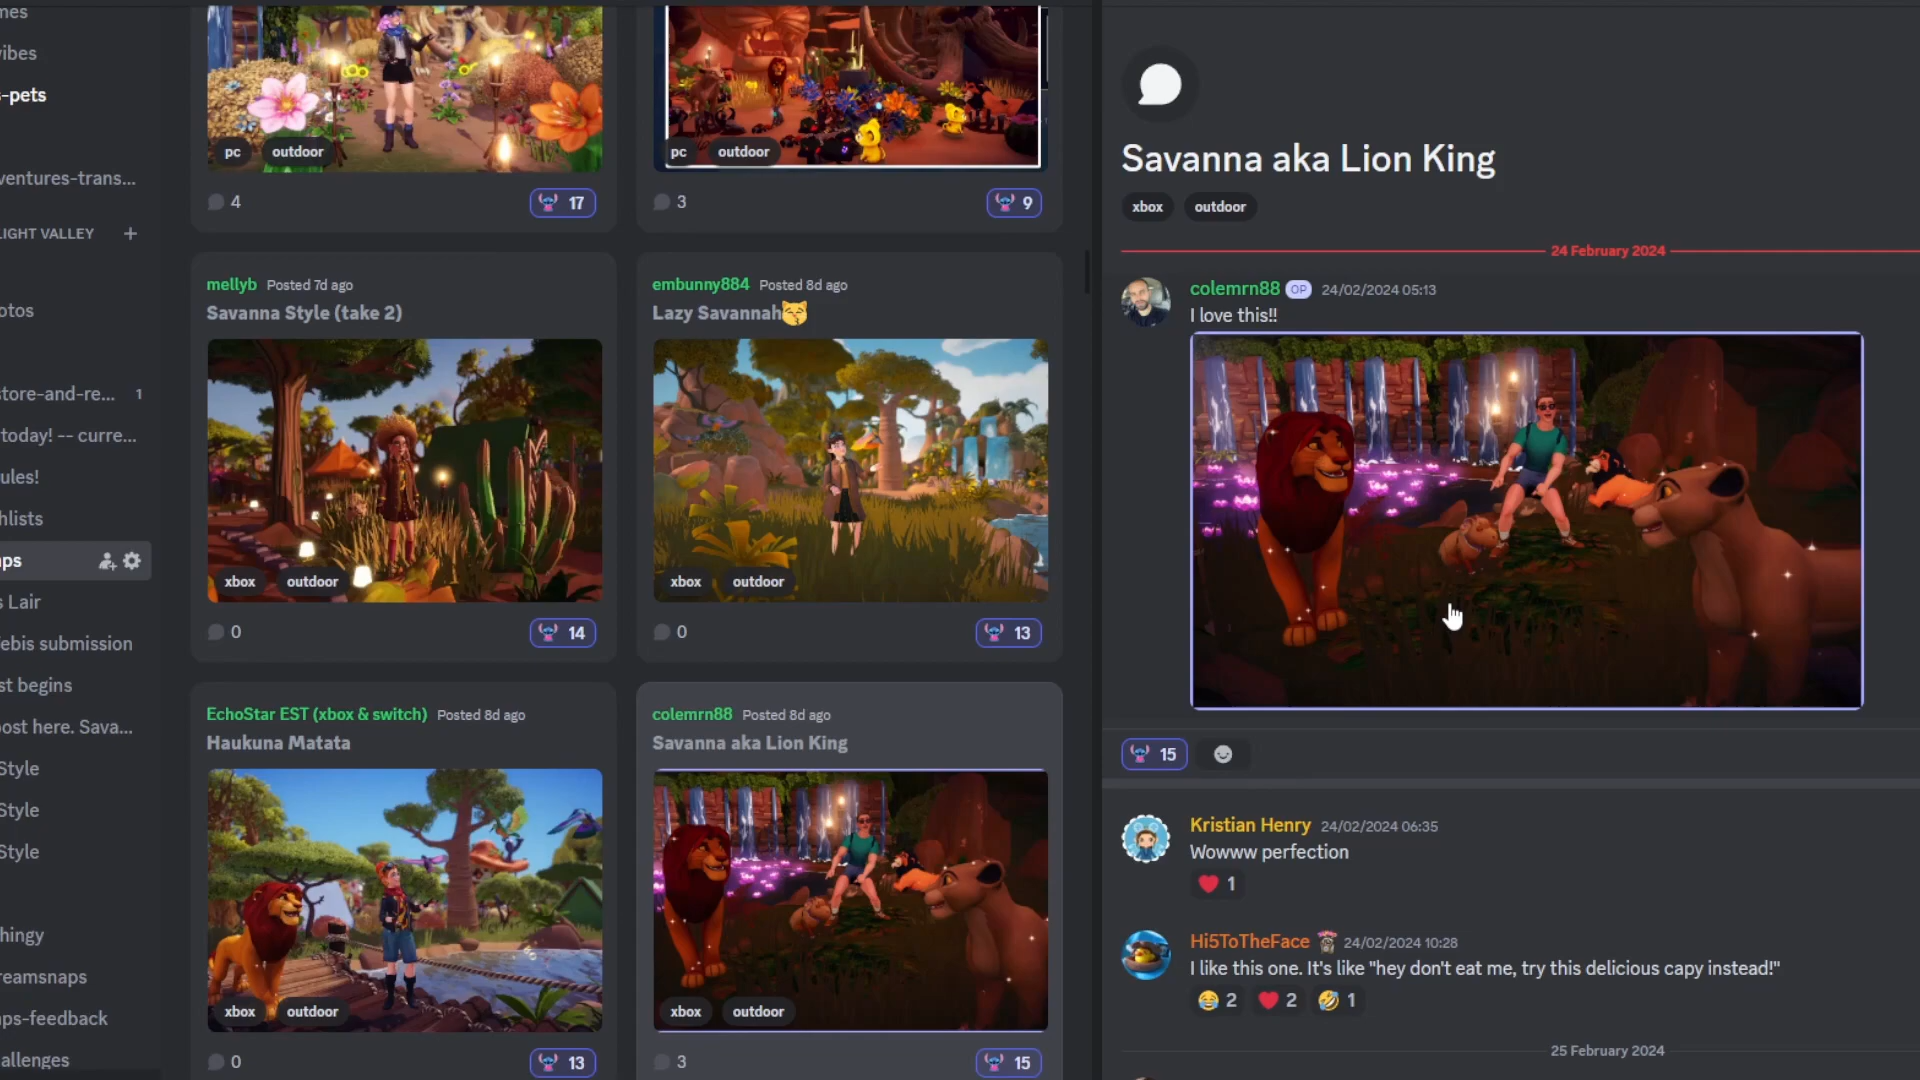 mes
vibes
-pets
ventures-trans...
LIGHT VALLEY +
otos
tore-and-re... 1
today! -- curre...
ules!
hlists
aps
s Lair
ebis submission
st begins
ost here. Sava...
Style
Style
Style
hingy
reamsnaps
ps-feedback
allenges
pc outdoor
4 17
pc outdoor
3 9
mellyb Posted 7d ago
Savanna Style (take 2)
xbox outdoor
0 14
embunny884 Posted 8d ago
Lazy Savannah😽
xbox outdoor
0 13
EchoStar EST (xbox & switch) Posted 8d ago
Haukuna Matata
xbox outdoor
0 13
colemrn88 Posted 8d ago
Savanna aka Lion King
xbox outdoor
3 15
Savanna aka Lion King
xbox outdoor
24 February 2024
colemrn88 OP 24/02/2024 05:13
I love this!!
15
Kristian Henry 24/02/2024 06:35
Wowww perfection
❤️ 1
Hi5ToTheFace 24/02/2024 10:28
I like this one. It's like "hey don't eat me, try this delicious capy instead!"
😂 2 ❤️ 2 🤣 1
25 February 2024